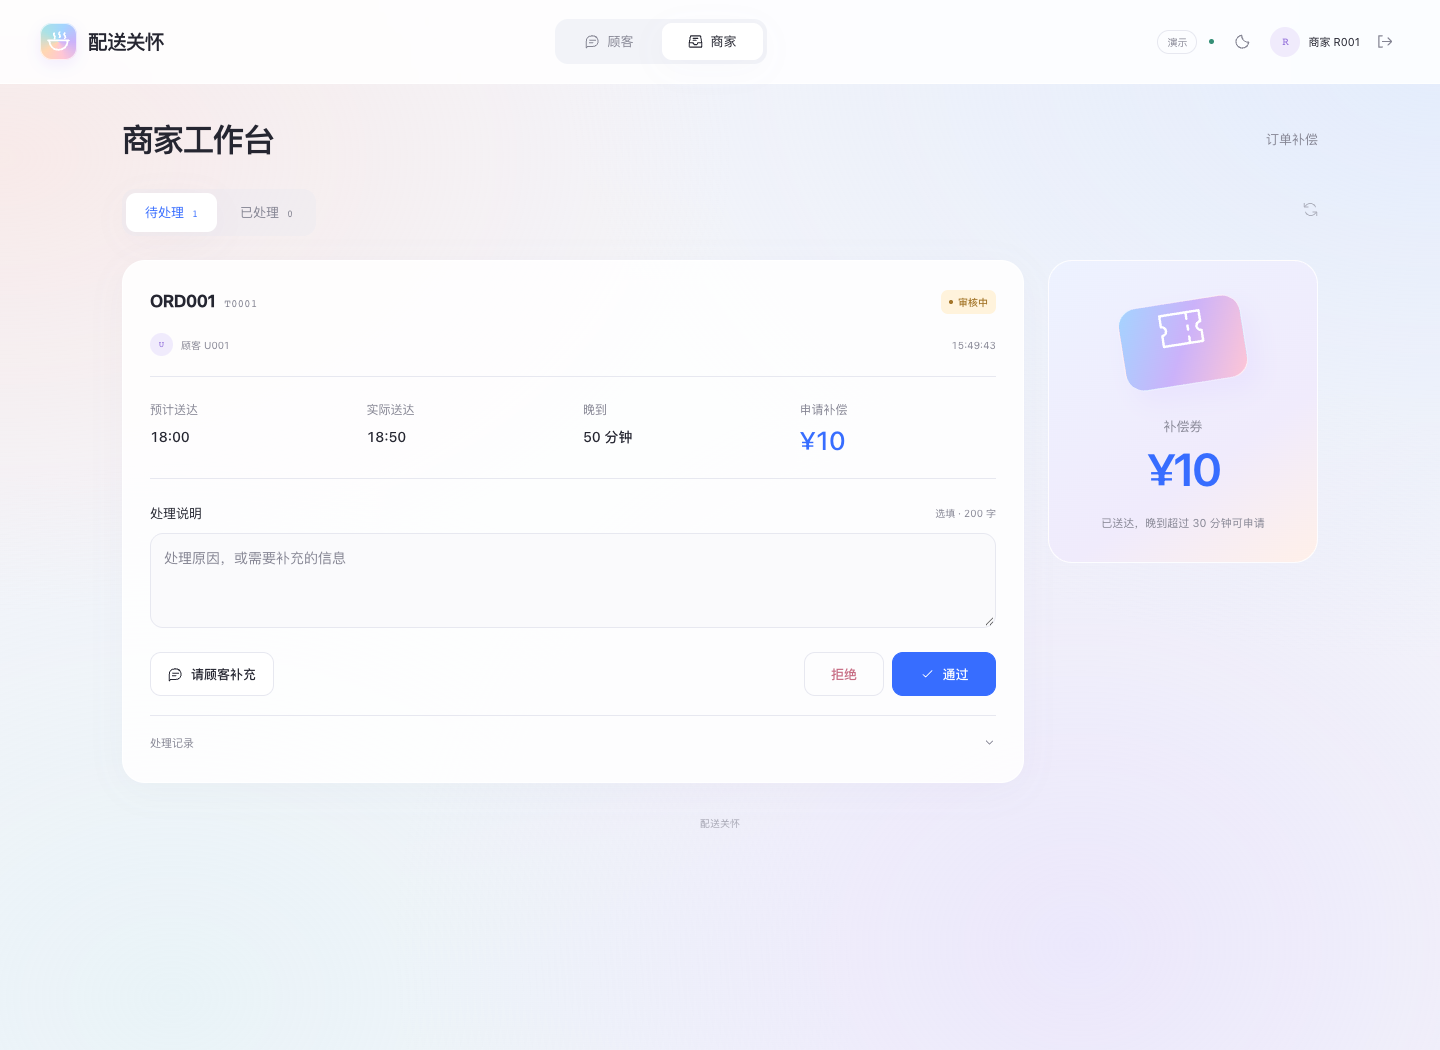 配送关怀
顾客
商家
演示
R
商家 R001
商家工作台
订单补偿
待处理 1
已处理 0
ORD001 T0001
审核中
U
顾客 U001
15:49:43
预计送达
实际送达
晚到
申请补偿
18:00
18:50
50 分钟
¥10
处理说明
选填 · 200 字
处理原因，或需要补充的信息
请顾客补充
拒绝
通过
处理记录
补偿券
¥10
已送达，晚到超过 30 分钟可申请
配送关怀